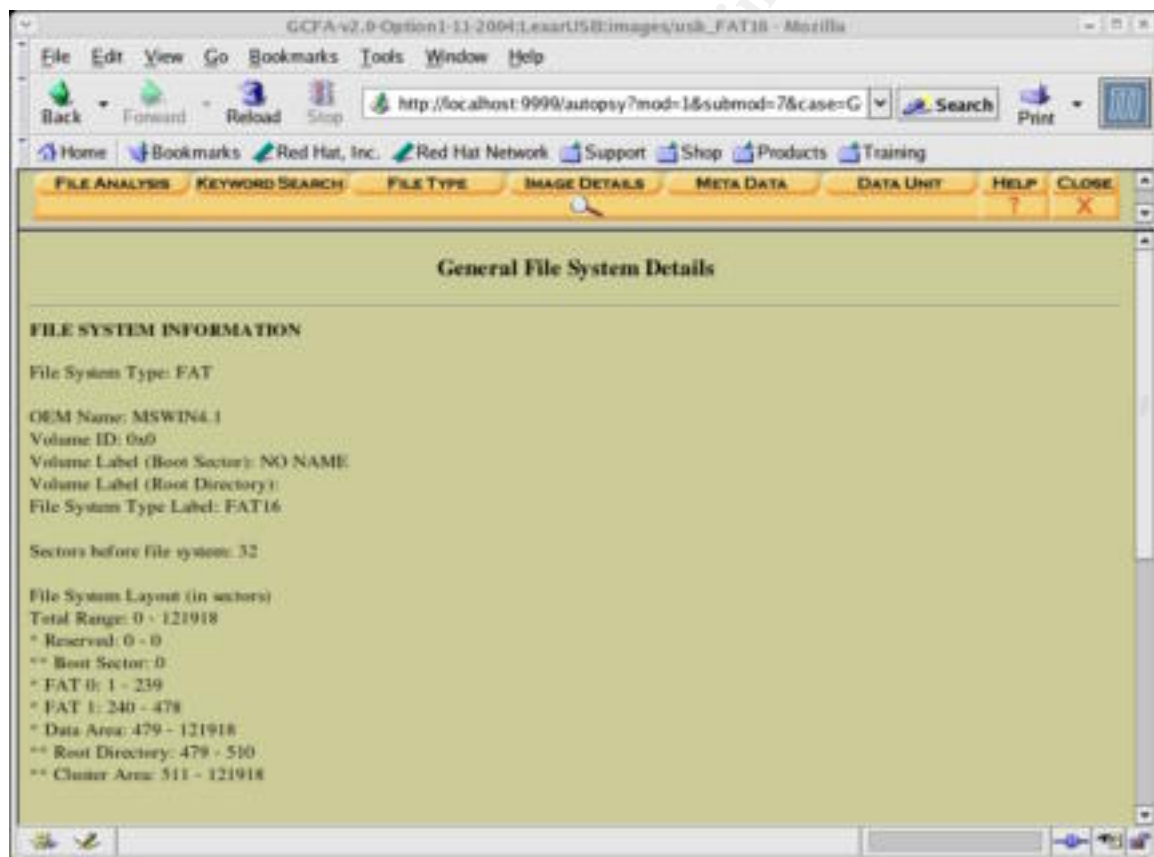 GCFA-v2.0-Option1-11-2004:LexarUSB:images/usb_FAT16 - Mozilla
File Edit View Go Bookmarks Tools Window Help
Back Forward Reload Stop http://localhost:9999/autopsy?mod=1&submod=7&case=G Search Print
Home Bookmarks Red Hat, Inc. Red Hat Network Support Shop Products Training
FILE ANALYSIS KEYWORD SEARCH FILE TYPE IMAGE DETAILS META DATA DATA UNIT HELP CLOSE
? X
General File System Details
FILE SYSTEM INFORMATION
File System Type: FAT
OEM Name: MSWIN4.1
Volume ID: 0x0
Volume Label (Boot Sector): NO NAME
Volume Label (Root Directory):
File System Type Label: FAT16
Sectors before file system: 32
File System Layout (in sectors)
Total Range: 0 - 121918
* Reserved: 0 - 0
** Boot Sector: 0
* FAT 0: 1 - 239
* FAT 1: 240 - 478
* Data Area: 479 - 121918
** Root Directory: 479 - 510
** Cluster Area: 511 - 121918